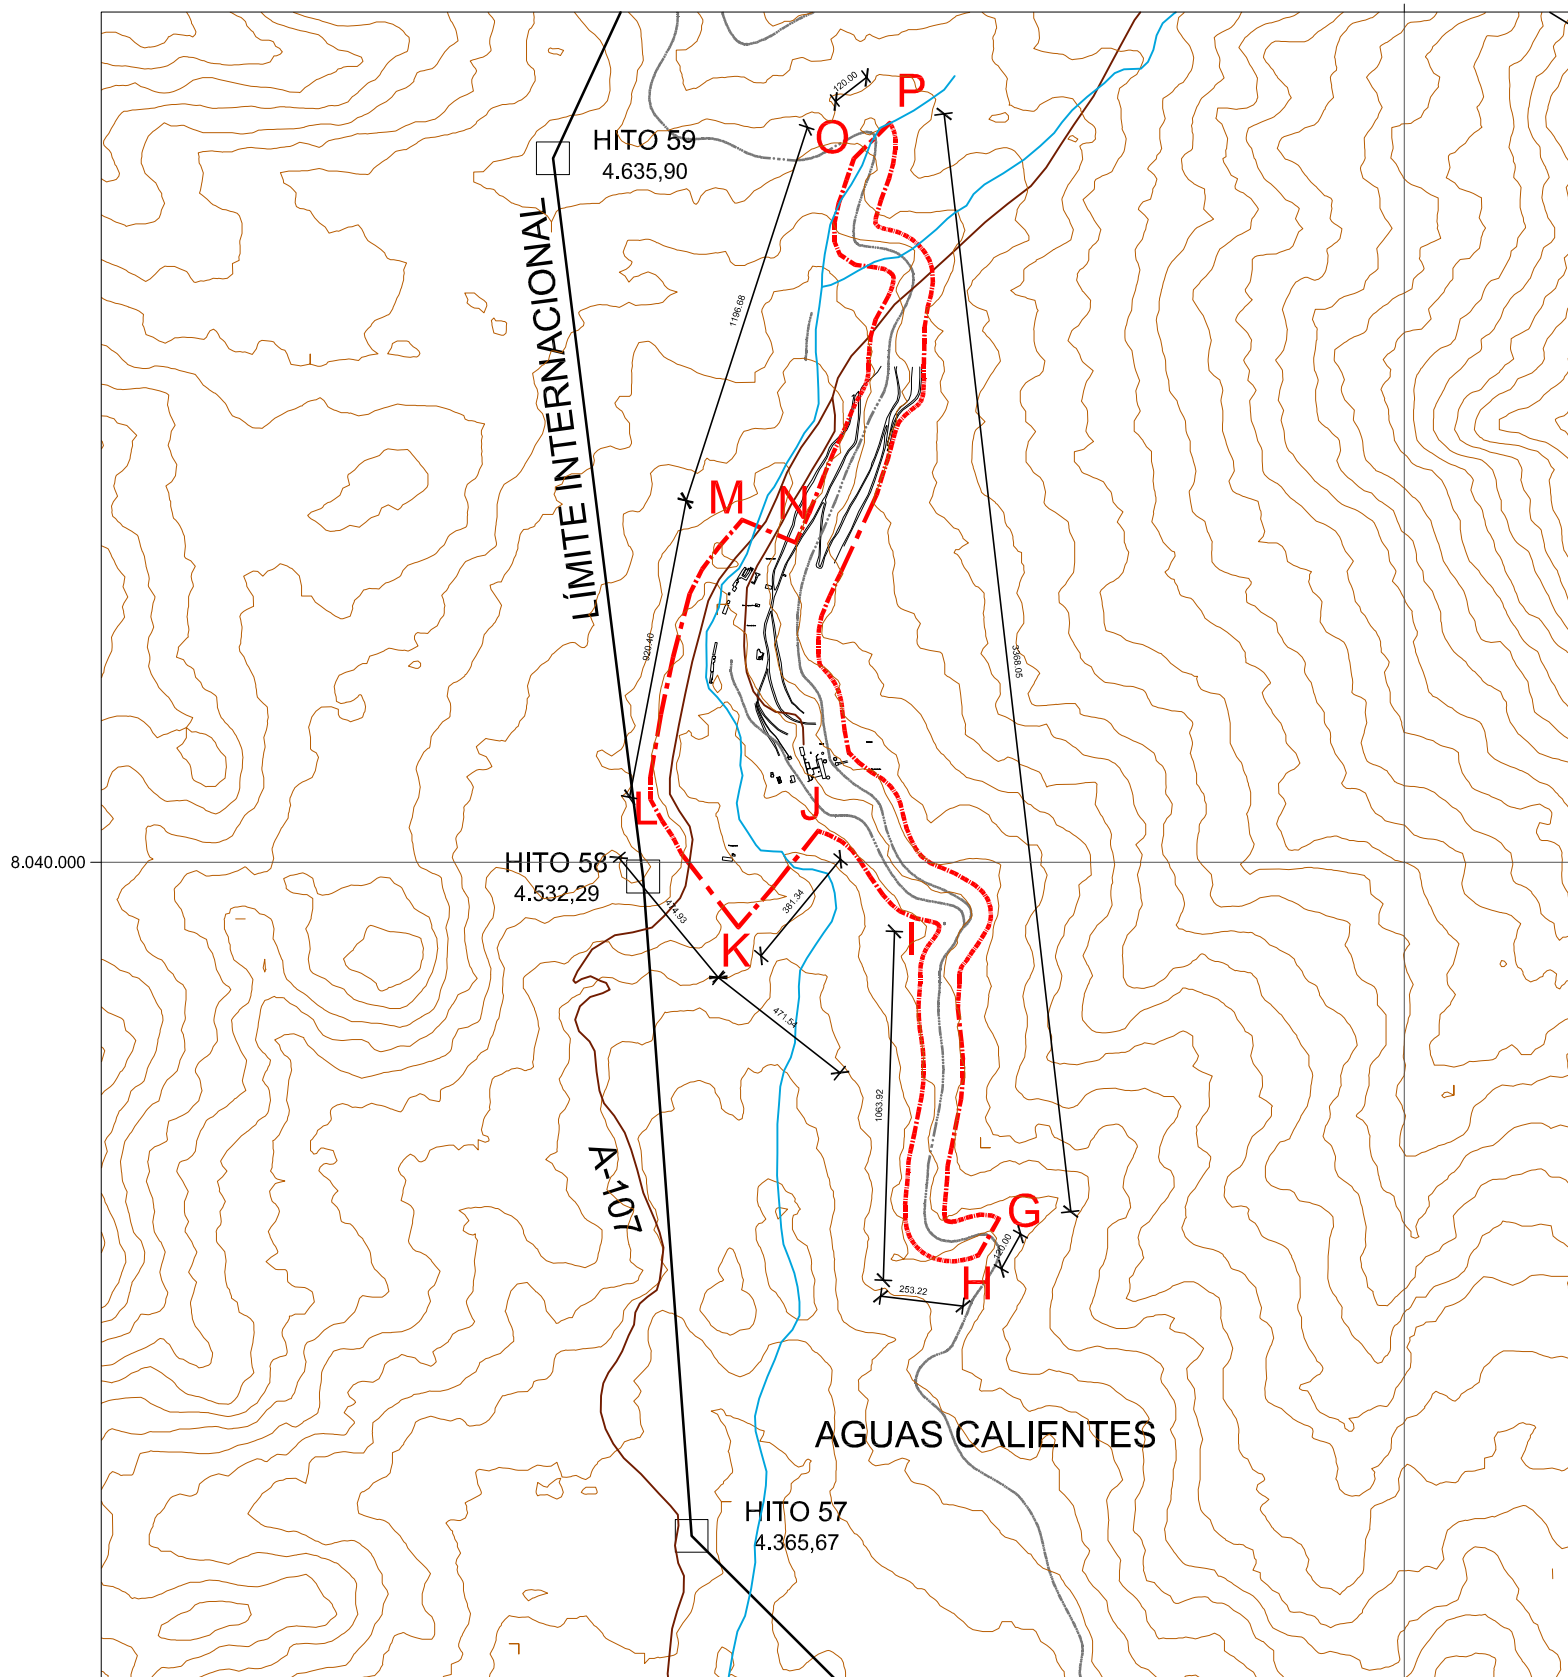 120.00
P
O
HITO 59
4.635,90
LÍMITE INTERNACIONAL
1196.68
M
N
920.40
3368.05
L
J
8.040.000
HITO 58
4.532,29
474.93
381.34
K
I
471.54
1063.92
A-107
G
120.00
H
253.22
AGUAS CALIENTES
HITO 57
4.365,67